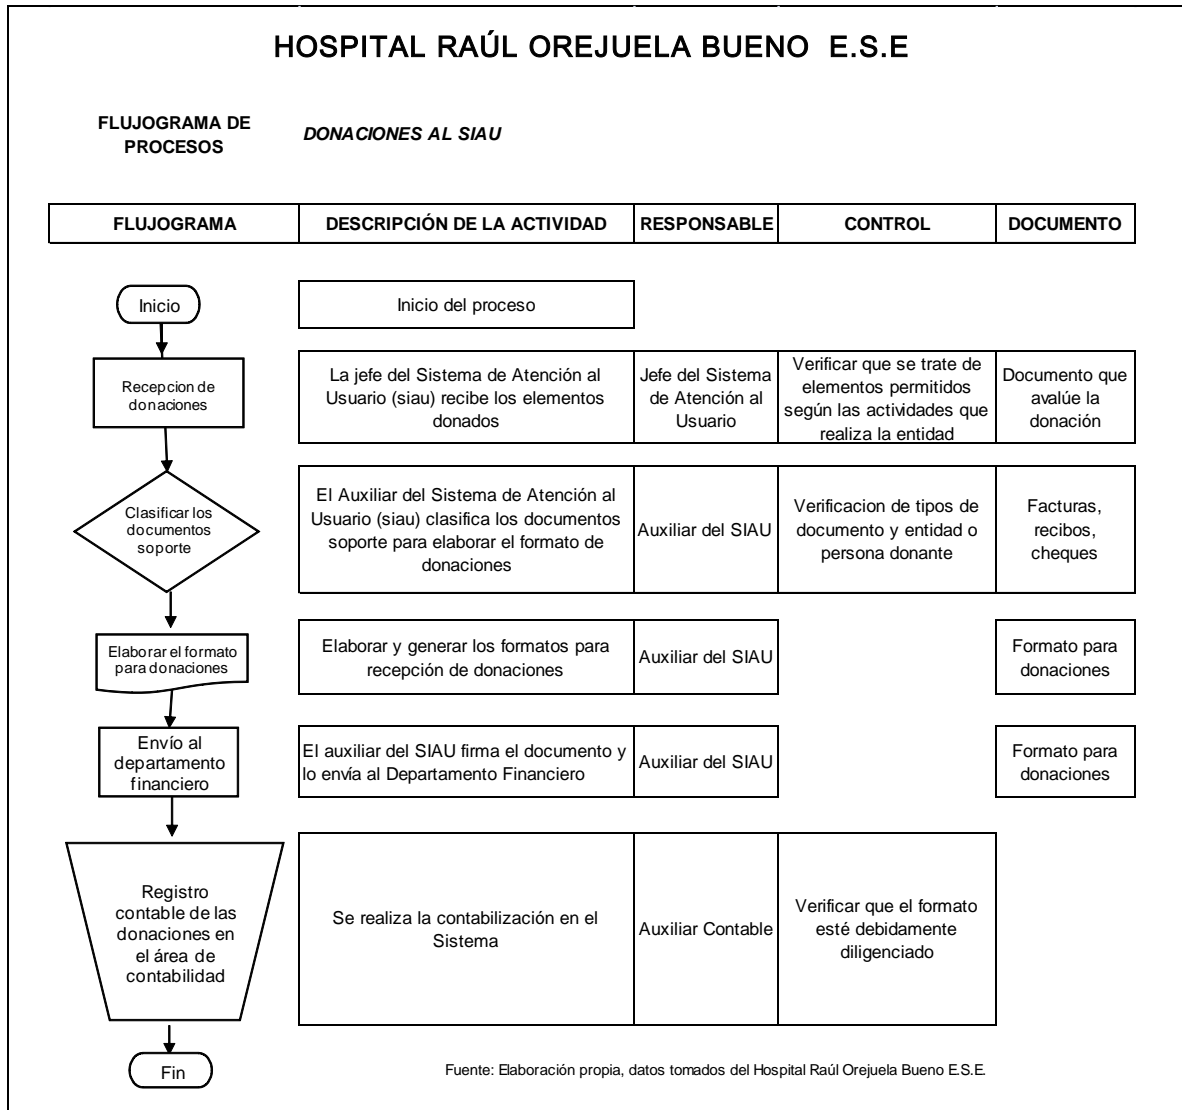 HOSPITAL RAÚL OREJUELA BUENO E.S.E
FLUJOGRAMA DE
PROCESOS
DONACIONES AL SIAU
FLUJOGRAMA
DESCRIPCIÓN DE LA ACTIVIDAD
RESPONSABLE
CONTROL
DOCUMENTO
Inicio
Inicio del proceso
Recepcion de
donaciones
La jefe del Sistema de Atención al
Usuario (siau) recibe los elementos
donados
Jefe del Sistema
de Atención al
Usuario
Verificar que se trate de
elementos permitidos
según las actividades que
realiza la entidad
Documento que
avalúe la
donación
Clasificar los
documentos
soporte
El Auxiliar del Sistema de Atención al
Usuario (siau) clasifica los documentos
soporte para elaborar el formato de
donaciones
Auxiliar del SIAU
Verificacion de tipos de
documento y entidad o
persona donante
Facturas,
recibos,
cheques
Elaborar el formato
para donaciones
Elaborar y generar los formatos para
recepción de donaciones
Auxiliar del SIAU
Formato para
donaciones
Envío al
departamento
financiero
El auxiliar del SIAU firma el documento y
lo envía al Departamento Financiero
Auxiliar del SIAU
Formato para
donaciones
Registro
contable de las
donaciones en
el área de
contabilidad
Se realiza la contabilización en el
Sistema
Auxiliar Contable
Verificar que el formato
esté debidamente
diligenciado
Fin
Fuente: Elaboración propia, datos tomados del Hospital Raúl Orejuela Bueno E.S.E.